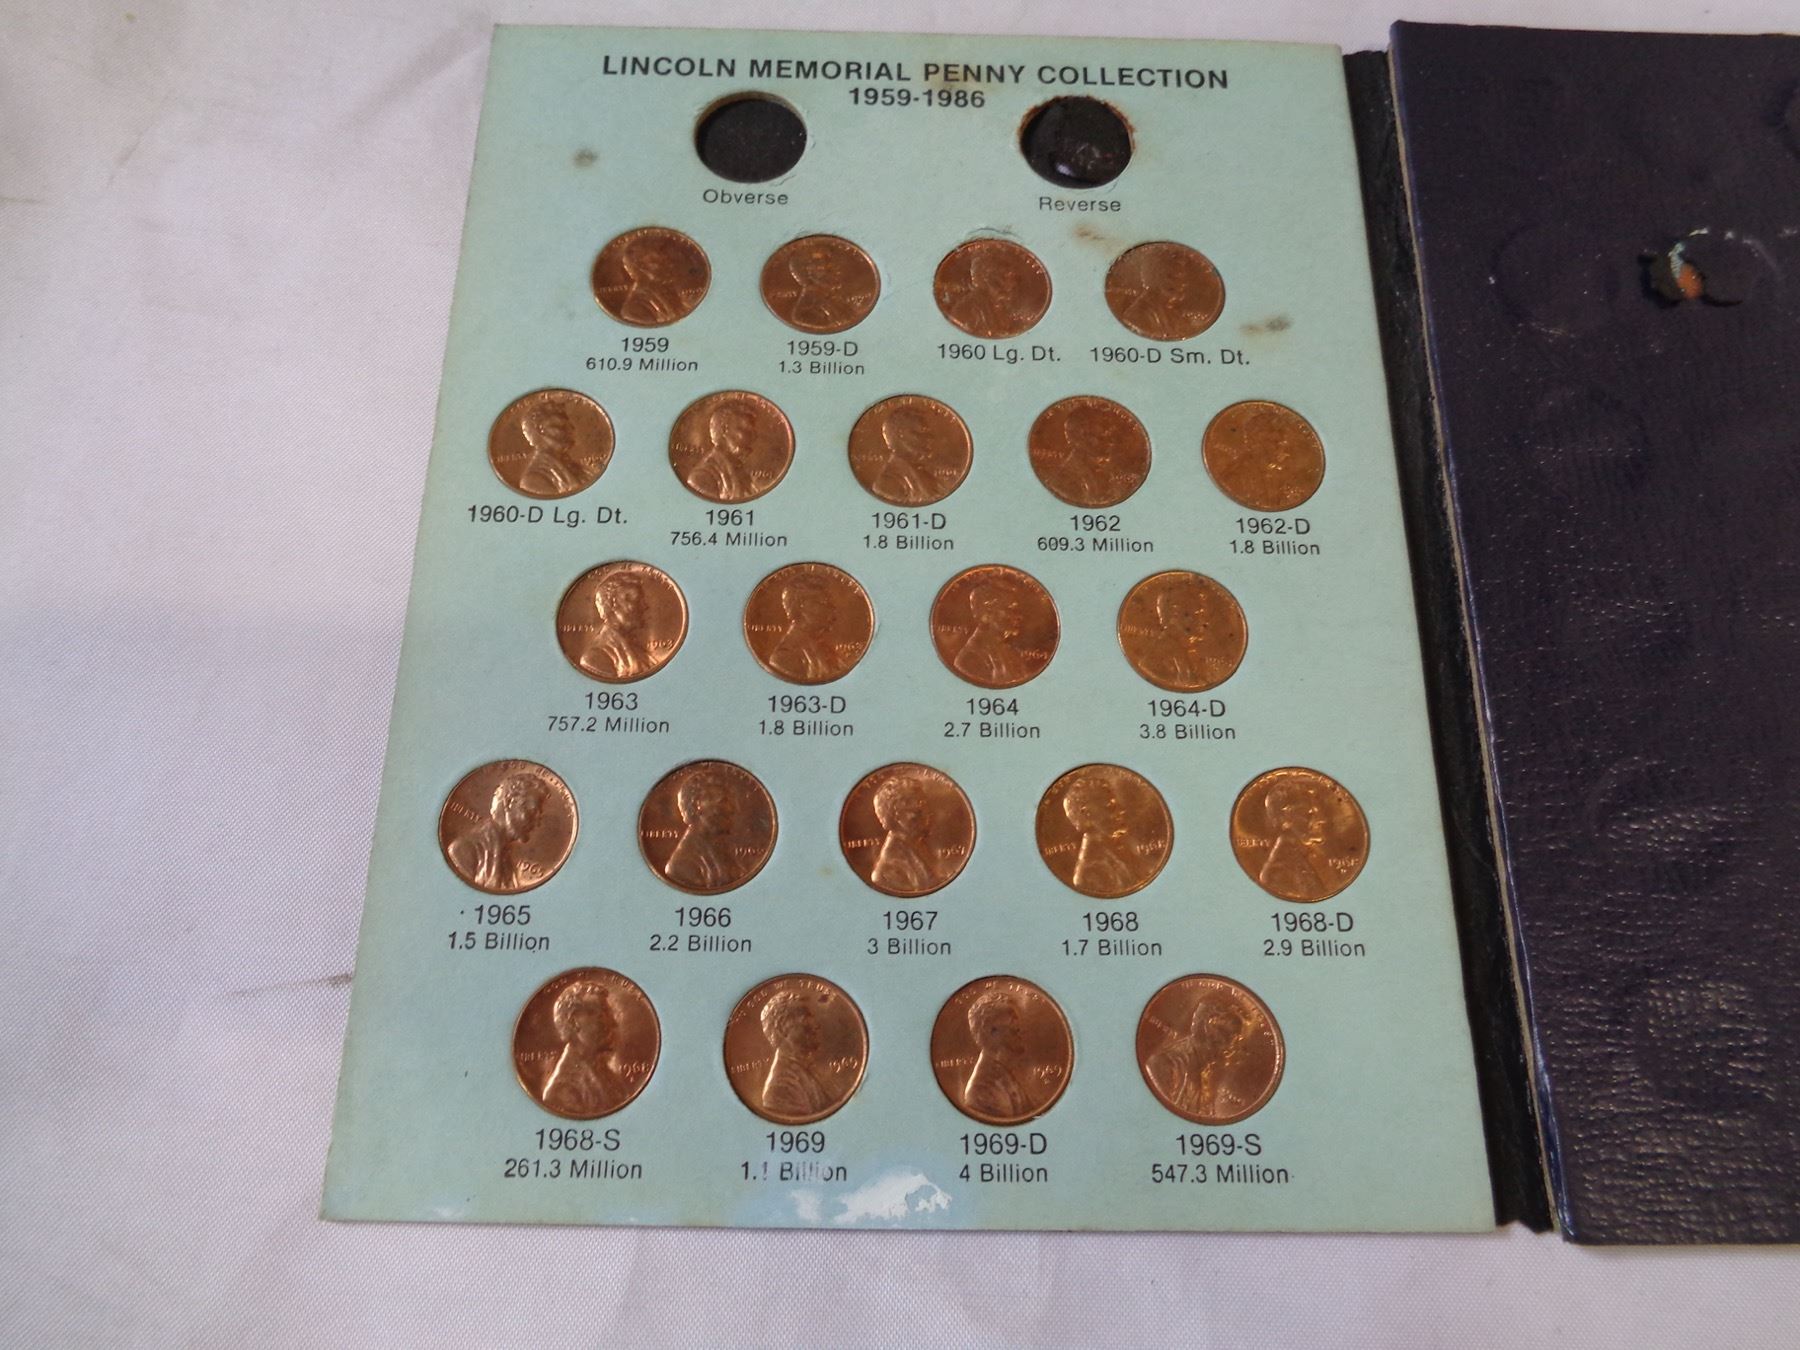 LINCOLN MEMORIAL PENNY COLLECTION
1959-1986
Obverse Reverse
1959 1959-D 1960 Lg. Dt. 1960-D Sm. Dt.
610.9 Million 1.3 Billion
1960-D Lg. Dt. 1961 1961-D 1962 1962-D
756.4 Million 1.8 Billion 609.3 Million 1.8 Billion
1963 1963-D 1964 1964-D
757.2 Million 1.8 Billion 2.7 Billion 3.8 Billion
1965 1966 1967 1968 1968-D
1.5 Billion 2.2 Billion 3 Billion 1.7 Billion 2.9 Billion
1968-S 1969 1969-D 1969-S
261.3 Million 1.1 Billion 4 Billion 547.3 Million